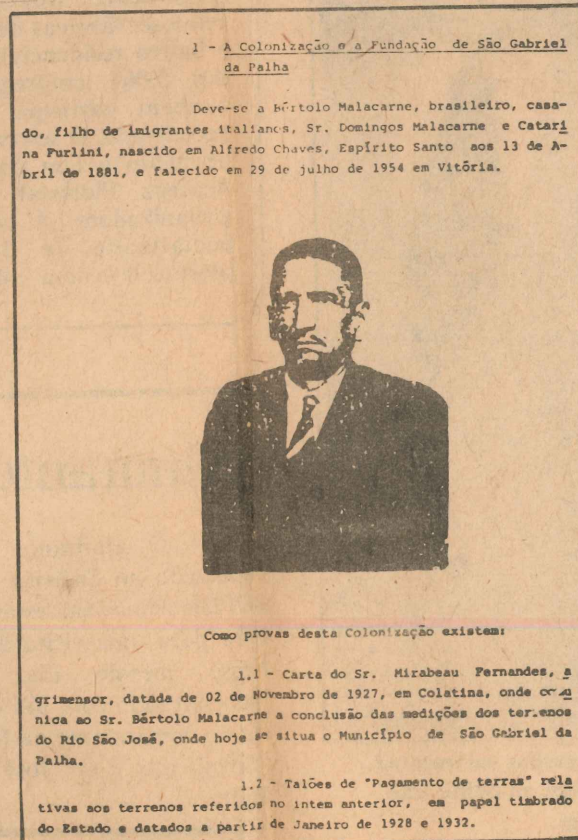 1 - A Colonização e a Fundação de São Gabriel
da Palha
Deve-se a Bértolo Malacarne, brasileiro, casa-
do, filho de imigrantes italianos, Sr. Domingos Malacarne e Catari
na Furlini, nascido em Alfredo Chaves, Espírito Santo aos 13 de A-
bril de 1881, e falecido em 29 de julho de 1954 em Vitória.
Como provas desta Colonização existem:
1.1 - Carta do Sr. Mirabeau Fernandes, a
grimensor, datada de 02 de Novembro de 1927, em Colatina, onde comu
nica ao Sr. Bértolo Malacarne a conclusão das medições dos terrenos
do Rio São José, onde hoje se situa o Município de São Gabriel da
Palha.
1.2 - Talões de "Pagamento de terras" rela
tivas aos terrenos referidos no intem anterior, em papel timbrado
do Estado e datados a partir de Janeiro de 1928 e 1932.